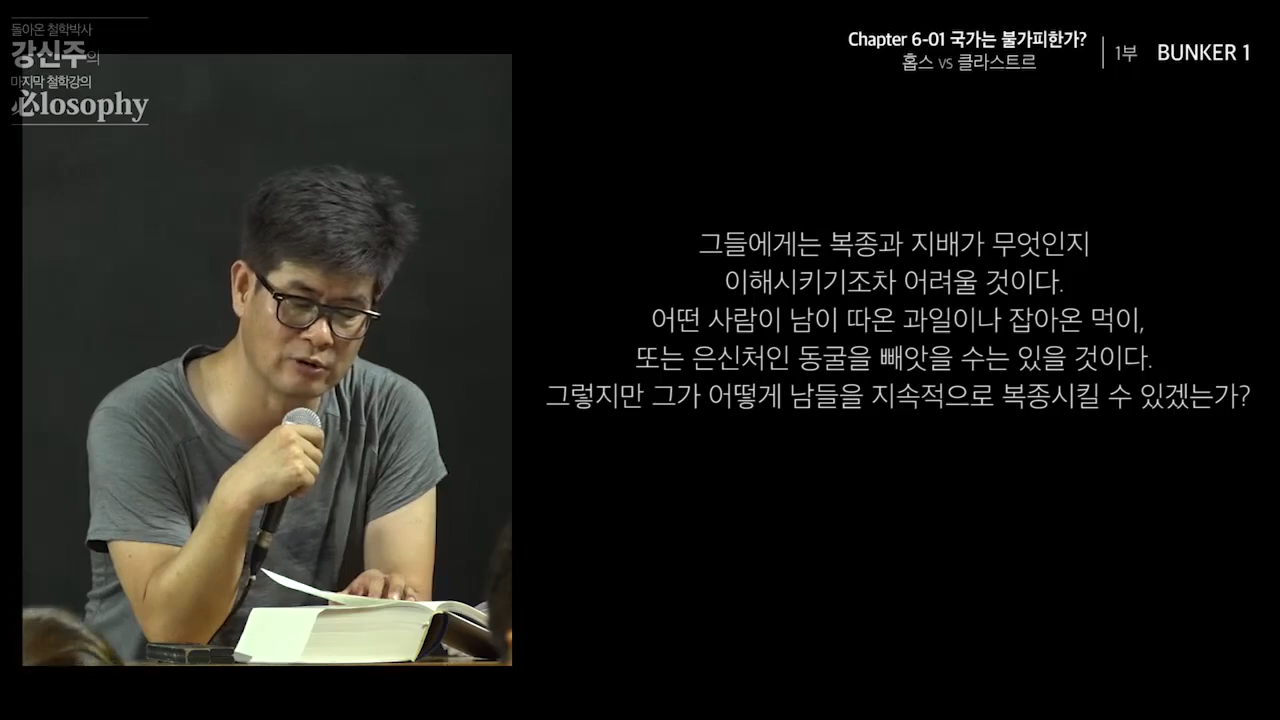 돌아온 철학박사
강신주의
마지막 철학강의
losophy
Chapter 6-01 국가는 불가피한가?
홉스 vs 클라스트르
1부
BUNKER 1
그들에게는 복종과 지배가 무엇인지
이해시키기조차 어려울 것이다.
어떤 사람이 남이 따온 과일이나 잡아온 먹이,
또는 은신처인 동굴을 빼앗을 수는 있을 것이다.
그렇지만 그가 어떻게 남들을 지속적으로 복종시킬 수 있겠는가?